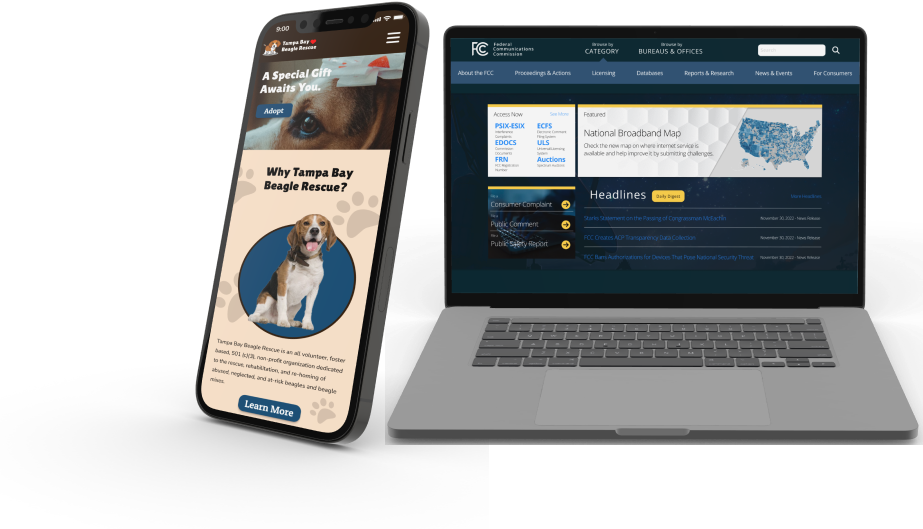 9:00
Tampa Bay
Beagle Rescue
A Special Gift
Awaits You.
Adopt
Why Tampa Bay
Beagle Rescue?
Tampa Bay Beagle Rescue is an all volunteer, foster
based, 501 (c)(3), non-profit organization dedicated
to the rescue, rehabilitation, and re-homing of
abused, neglected, and at-risk beagles and beagle
mixes.
Learn More
FCC
Federal
Communications
Commission
Browse by
CATEGORY
Browse by
BUREAUS & OFFICES
Search
About the FCC
Proceedings & Actions
Licensing
Databases
Reports & Research
News & Events
For Consumers
Access Now
See More
PSIX-ESIX
ECFS
EDOCS
ULS
FRN
Auctions
Featured
National Broadband Map
Check the new map on where internet service is
available and help improve it by submitting challenges.
Consumer Complaint
Public Comment
Public Safety Report
Headlines
Daily Digest
More Headlines
November 30, 2022 - News Release
FCC Creates ACP Transparency Data Collection
November 30, 2022 - News Release
FCC Bans Authorizations for Devices That Pose National Security Threat
November 30, 2022 - News Release